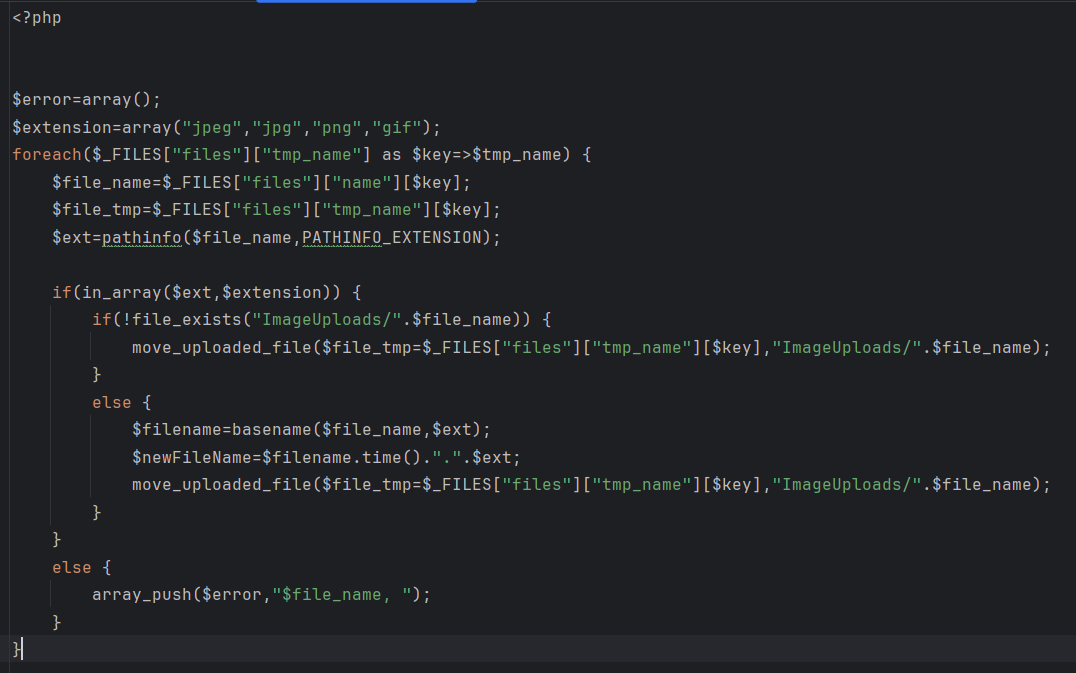 <?php
$error=array();
$extension=array("jpeg","jpg","png","gif");
foreach($_FILES["files"]["tmp_name"] as $key=>$tmp_name) {
    $file_name=$_FILES["files"]["name"][$key];
    $file_tmp=$_FILES["files"]["tmp_name"][$key];
    $ext=pathinfo($file_name,PATHINFO_EXTENSION);
    if(in_array($ext,$extension)) {
        if(!file_exists("ImageUploads/".$file_name)) {
            move_uploaded_file($file_tmp=$_FILES["files"]["tmp_name"][$key],"ImageUploads/".$file_name);
        }
        else {
            $filename=basename($file_name,$ext);
            $newFileName=$filename.time().".".$ext;
            move_uploaded_file($file_tmp=$_FILES["files"]["tmp_name"][$key],"ImageUploads/".$file_name);
        }
    }
    else {
        array_push($error,"$file_name, ");
    }
}